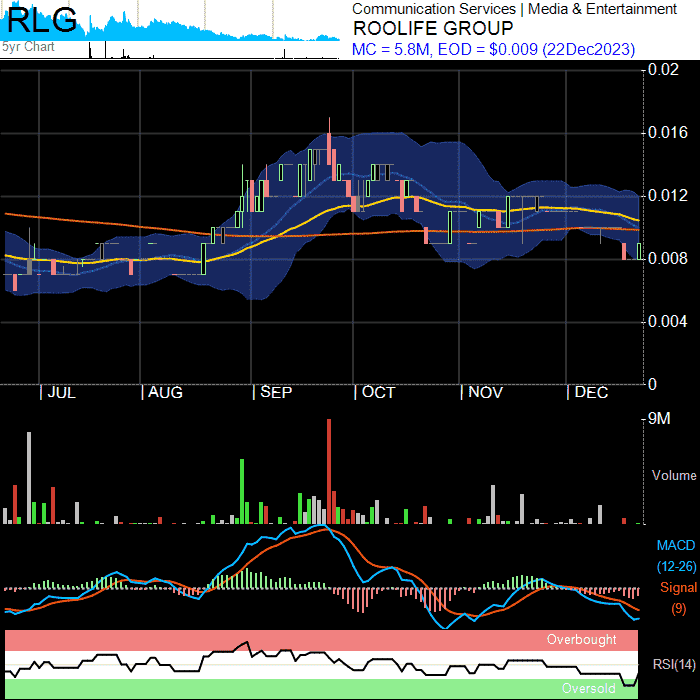 RLG
5yr Chart
Communication Services | Media & Entertainment
ROOLIFE GROUP
MC = 5.8M, EOD = $0.009 (22Dec2023)
0.02
0.016
0.012
0.008
0.004
0
JUL AUG SEP OCT NOV DEC
9M
Volume
MACD
(12-26)
Signal
(9)
Overbought
RSI(14)
Oversold